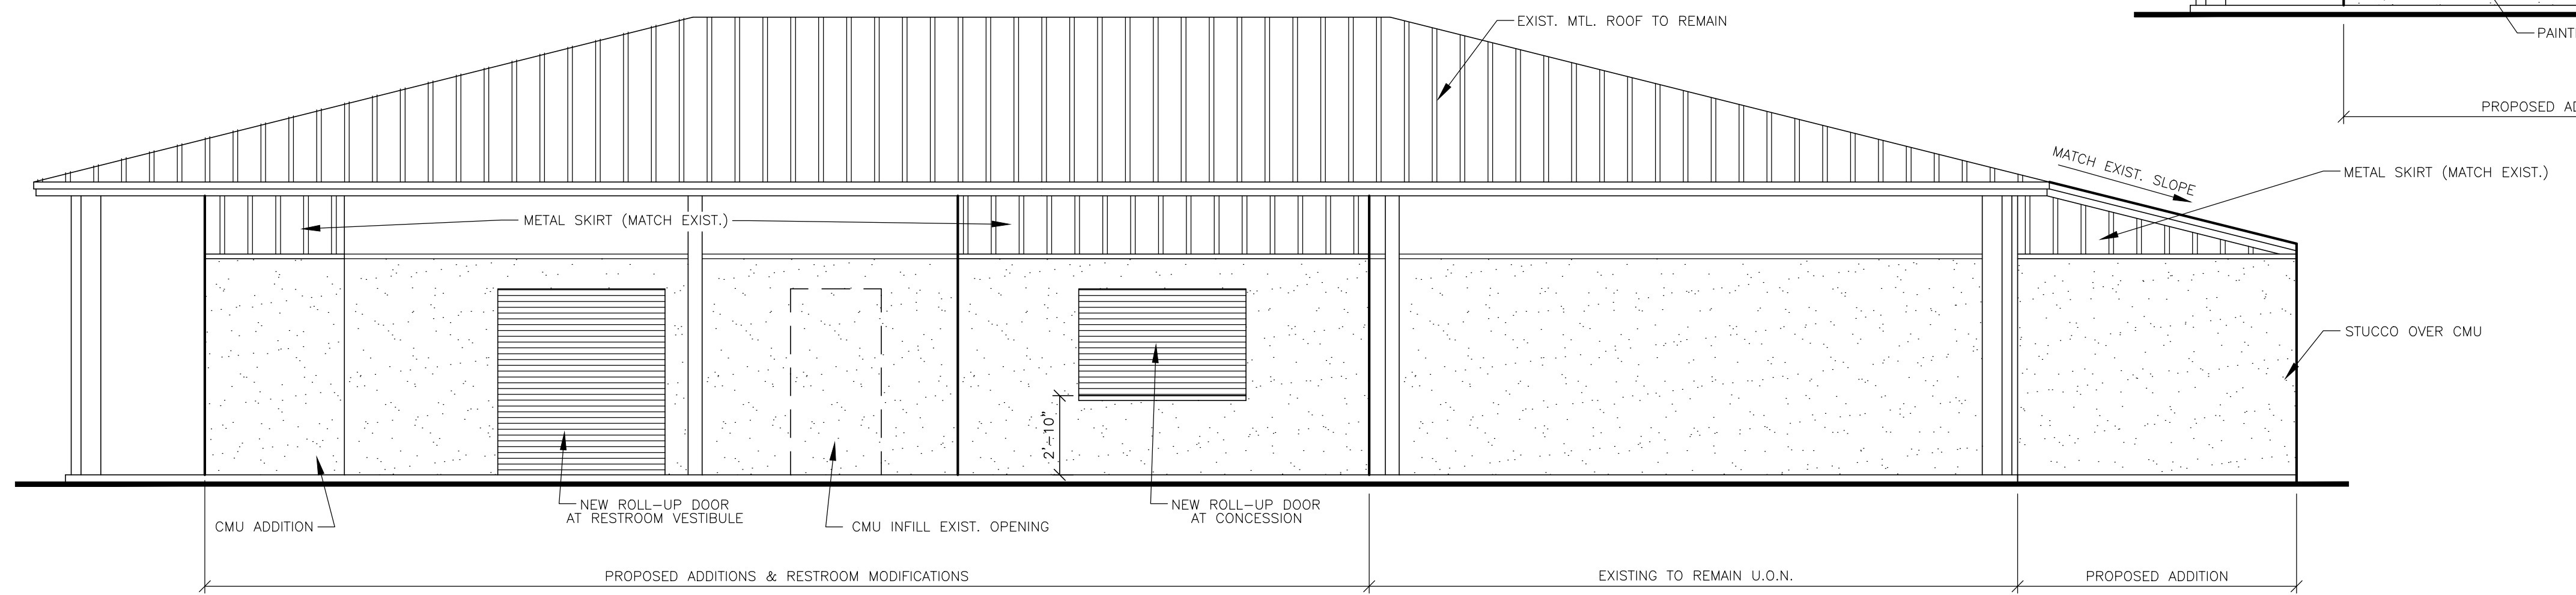 EXIST. MTL. ROOF TO REMAIN
PAINT
PROPOSED AD
MATCH EXIST. SLOPE
METAL SKIRT (MATCH EXIST.)
METAL SKIRT (MATCH EXIST.)
STUCCO OVER CMU
2'-10"
NEW ROLL-UP DOOR
AT RESTROOM VESTIBULE
NEW ROLL-UP DOOR
AT CONCESSION
CMU ADDITION
CMU INFILL EXIST. OPENING
PROPOSED ADDITIONS & RESTROOM MODIFICATIONS
EXISTING TO REMAIN U.O.N.
PROPOSED ADDITION